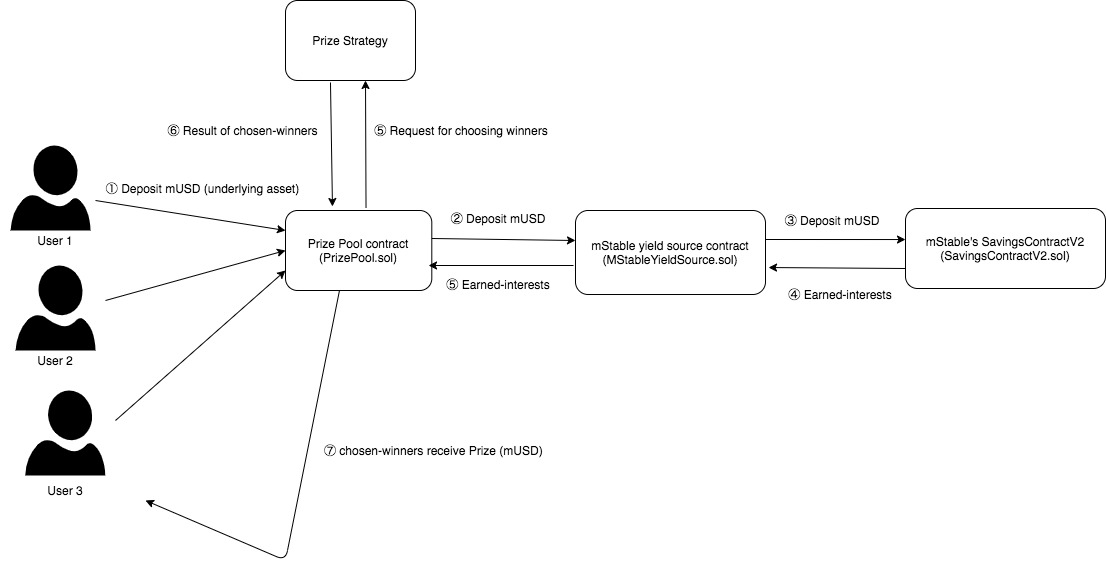 Prize Strategy
⑥ Result of chosen-winners
⑤ Request for choosing winners
① Deposit mUSD (underlying asset)
User 1
Prize Pool contract
(PrizePool.sol)
② Deposit mUSD
⑤ Earned-interests
mStable yield source contract
(MStableYieldSource.sol)
③ Deposit mUSD
④ Earned-interests
mStable's SavingsContractV2
(SavingsContractV2.sol)
User 2
User 3
⑦ chosen-winners receive Prize (mUSD)